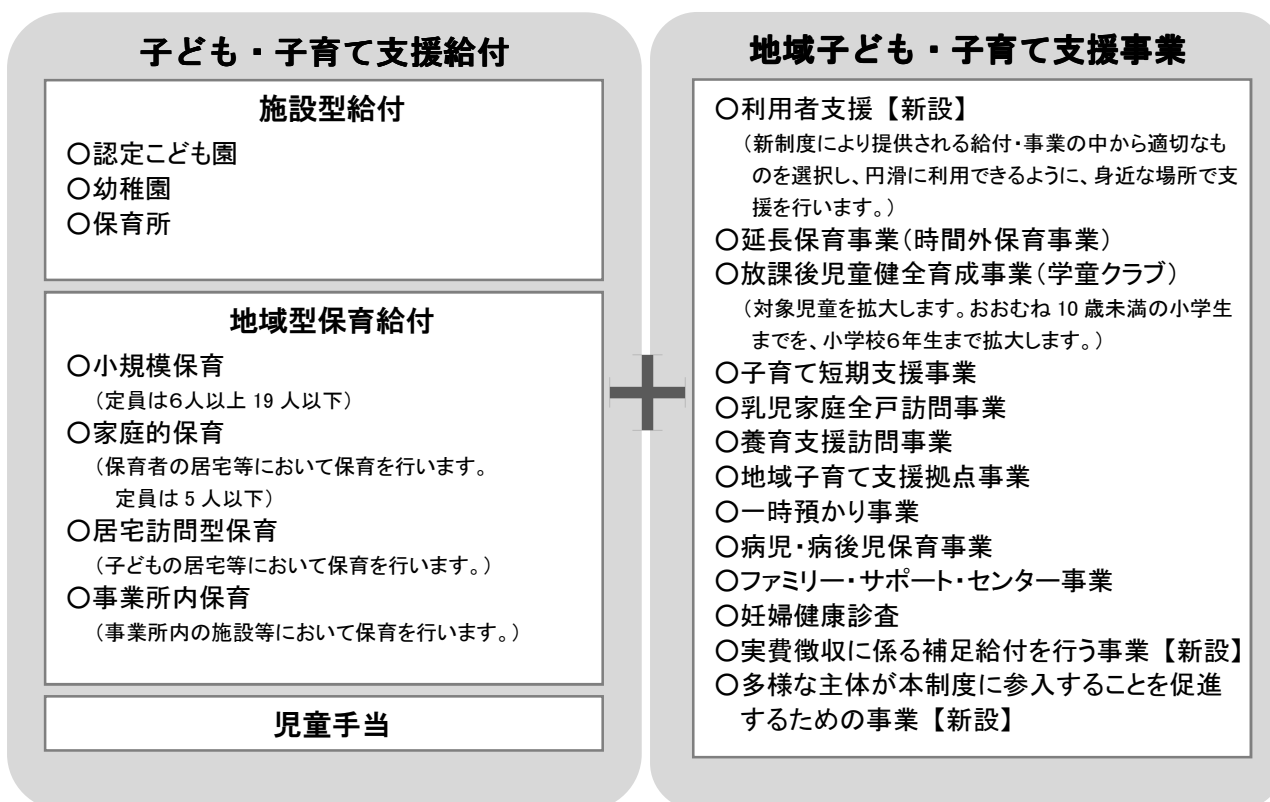 子ども・子育て支援給付
施設型給付
○認定こども園
○幼稚園
○保育所
地域型保育給付
○小規模保育
(定員は6人以上 19 人以下)
○家庭的保育
(保育者の居宅等において保育を行います。
定員は 5 人以下)
○居宅訪問型保育
(子どもの居宅等において保育を行います。)
○事業所内保育
(事業所内の施設等において保育を行います。)
児童手当
地域子ども・子育て支援事業
○利用者支援【新設】
(新制度により提供される給付・事業の中から適切なも
のを選択し、円滑に利用できるように、身近な場所で支
援を行います。)
○延長保育事業(時間外保育事業)
○放課後児童健全育成事業(学童クラブ)
(対象児童を拡大します。おおむね 10 歳未満の小学生
までを、小学校6年生まで拡大します。)
○子育て短期支援事業
○乳児家庭全戸訪問事業
○養育支援訪問事業
○地域子育て支援拠点事業
○一時預かり事業
○病児・病後児保育事業
○ファミリー・サポート・センター事業
○妊婦健康診査
○実費徴収に係る補足給付を行う事業【新設】
○多様な主体が本制度に参入することを促進
するための事業【新設】